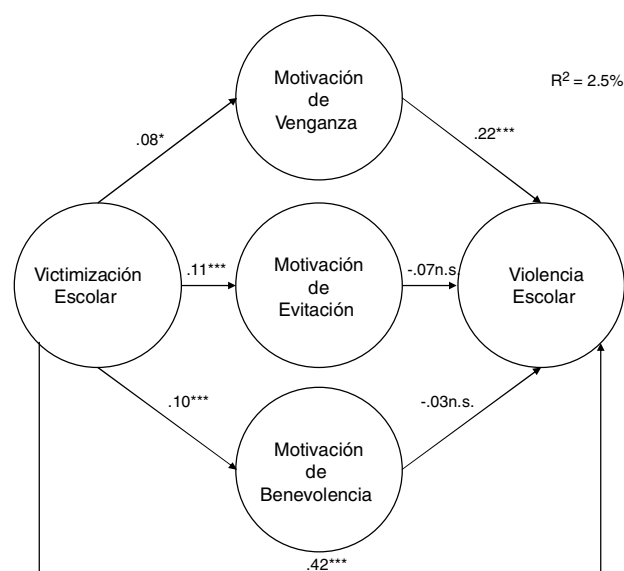 Motivación
de
Venganza
R² = 2.5%
.08*
.22***
Victimización
Escolar
.11***
Motivación
de
Evitación
-.07n.s.
Violencia
Escolar
.10***
-.03n.s.
Motivación
de
Benevolencia
.42***